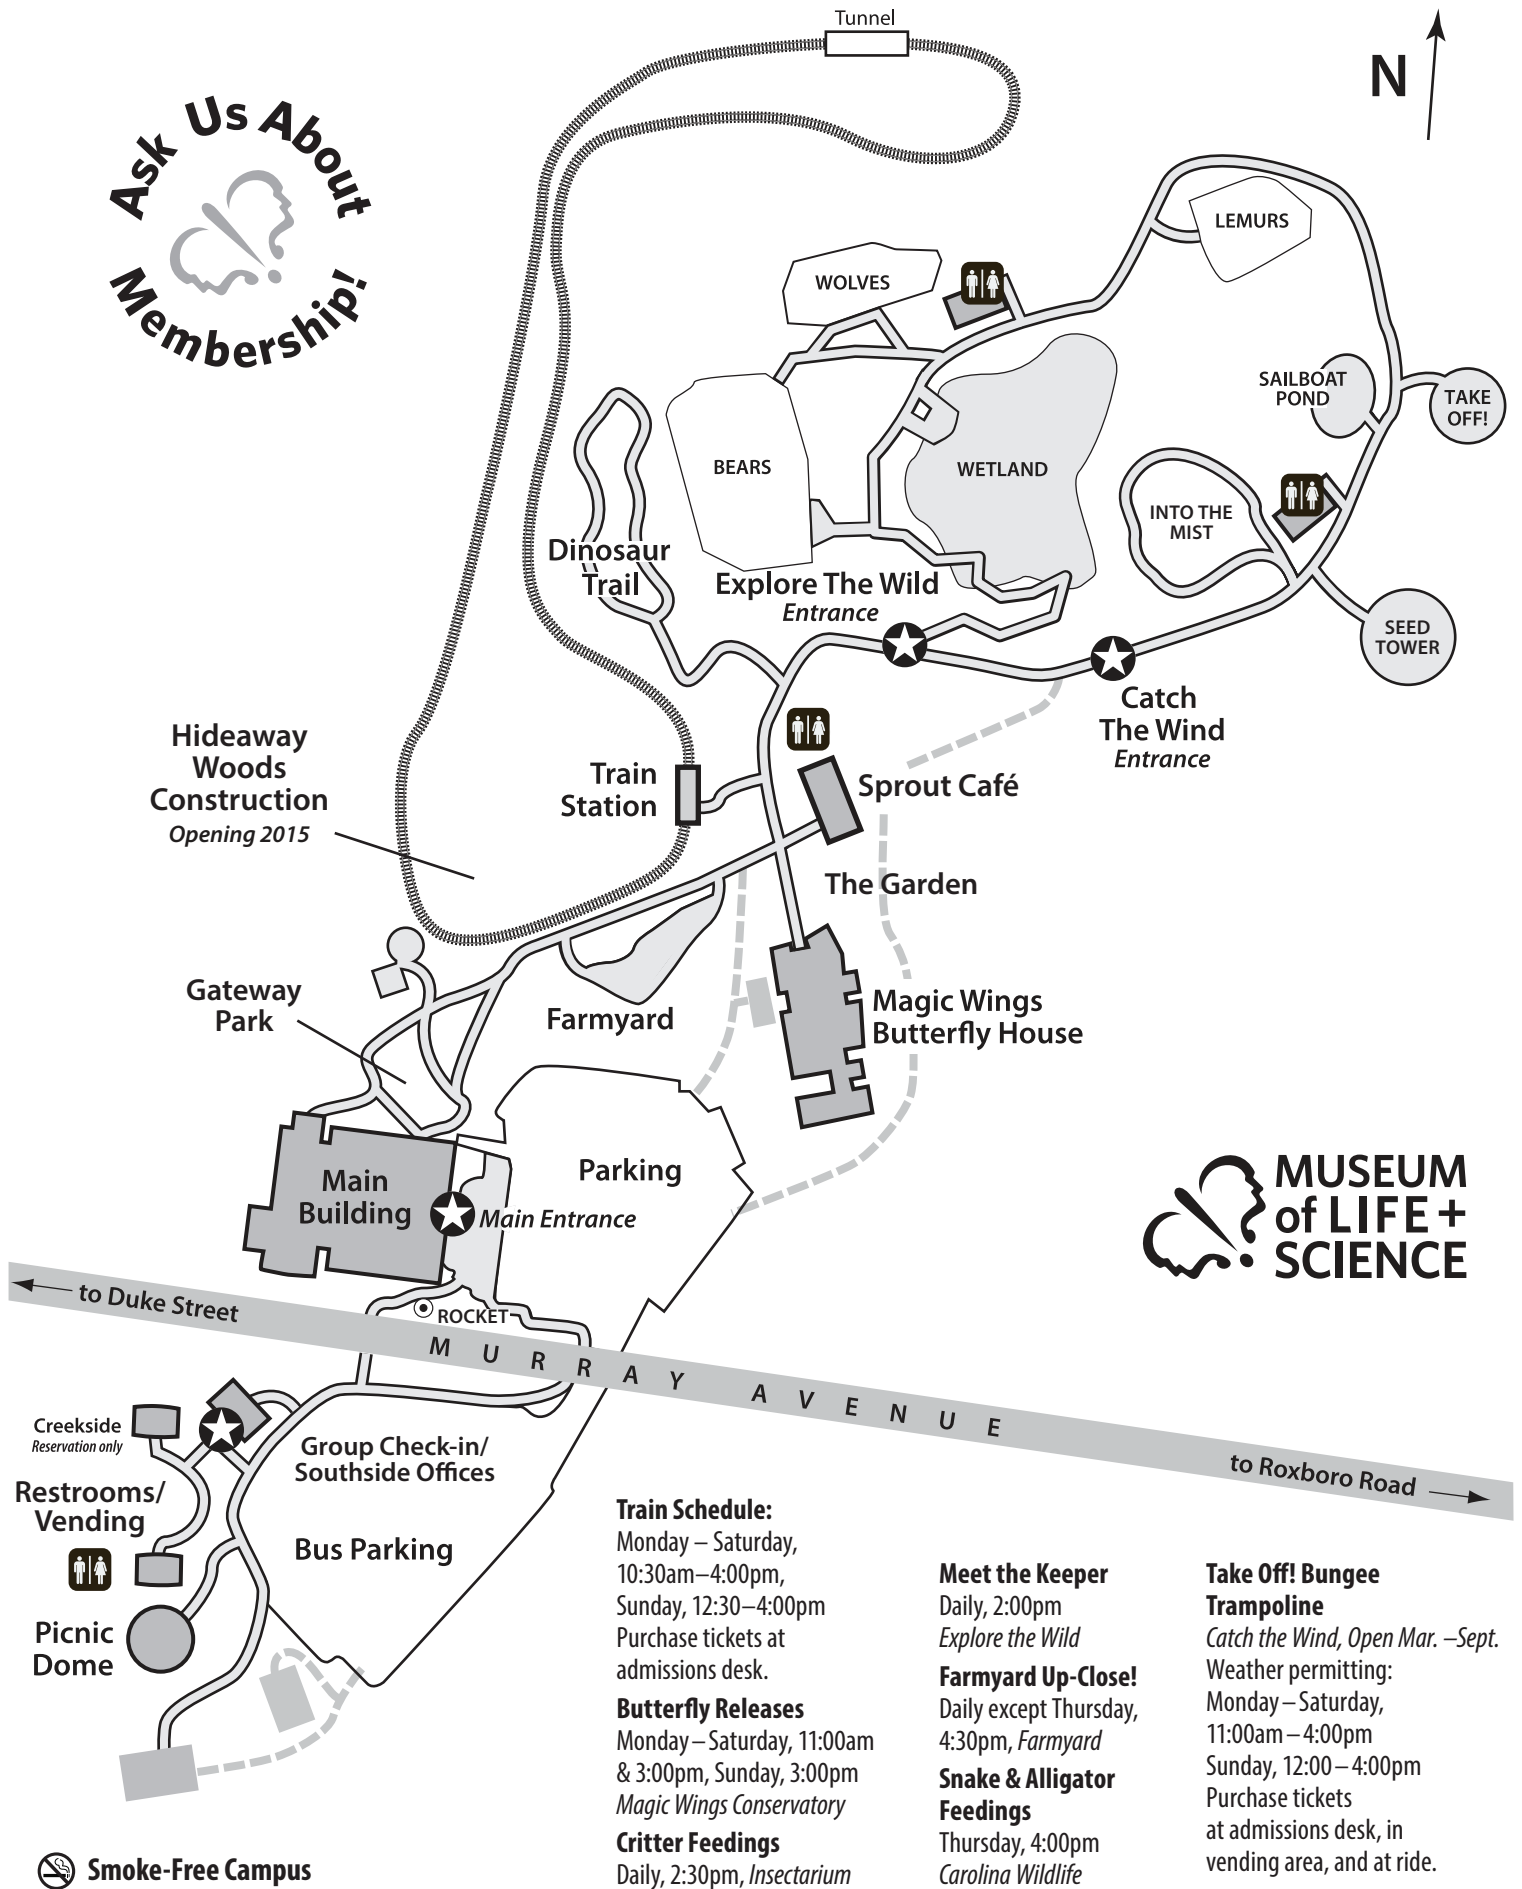 Tunnel
N
Ask Us About
Membership!
LEMURS
WOLVES
SAILBOAT
POND
TAKE
OFF!
BEARS
WETLAND
INTO THE
MIST
Dinosaur
Trail
Explore The Wild
Entrance
SEED
TOWER
Catch
The Wind
Entrance
Hideaway
Woods
Construction
Opening 2015
Train
Station
Sprout Café
The Garden
Gateway
Park
Farmyard
Magic Wings
Butterfly House
Main
Building
Parking
Main Entrance
MUSEUM
of LIFE +
SCIENCE
to Duke Street
ROCKET
MURRAY AVENUE
to Roxboro Road
Creekside
Reservation only
Group Check-in/
Southside Offices
Restrooms/
Vending
Bus Parking
Picnic
Dome
Smoke-Free Campus
Train Schedule:
Monday – Saturday,
10:30am–4:00pm,
Sunday, 12:30–4:00pm
Purchase tickets at
admissions desk.
Butterfly Releases
Monday – Saturday, 11:00am
& 3:00pm, Sunday, 3:00pm
Magic Wings Conservatory
Critter Feedings
Daily, 2:30pm, Insectarium
Meet the Keeper
Daily, 2:00pm
Explore the Wild
Farmyard Up-Close!
Daily except Thursday,
4:30pm, Farmyard
Snake & Alligator
Feedings
Thursday, 4:00pm
Carolina Wildlife
Take Off! Bungee
Trampoline
Catch the Wind, Open Mar. –Sept.
Weather permitting:
Monday – Saturday,
11:00am – 4:00pm
Sunday, 12:00 – 4:00pm
Purchase tickets
at admissions desk, in
vending area, and at ride.